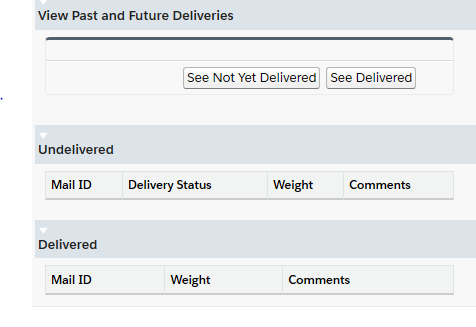 View Past and Future Deliveries
See Not Yet Delivered See Delivered
Undelivered
Mail ID Delivery Status Weight Comments
Delivered
Mail ID Weight Comments